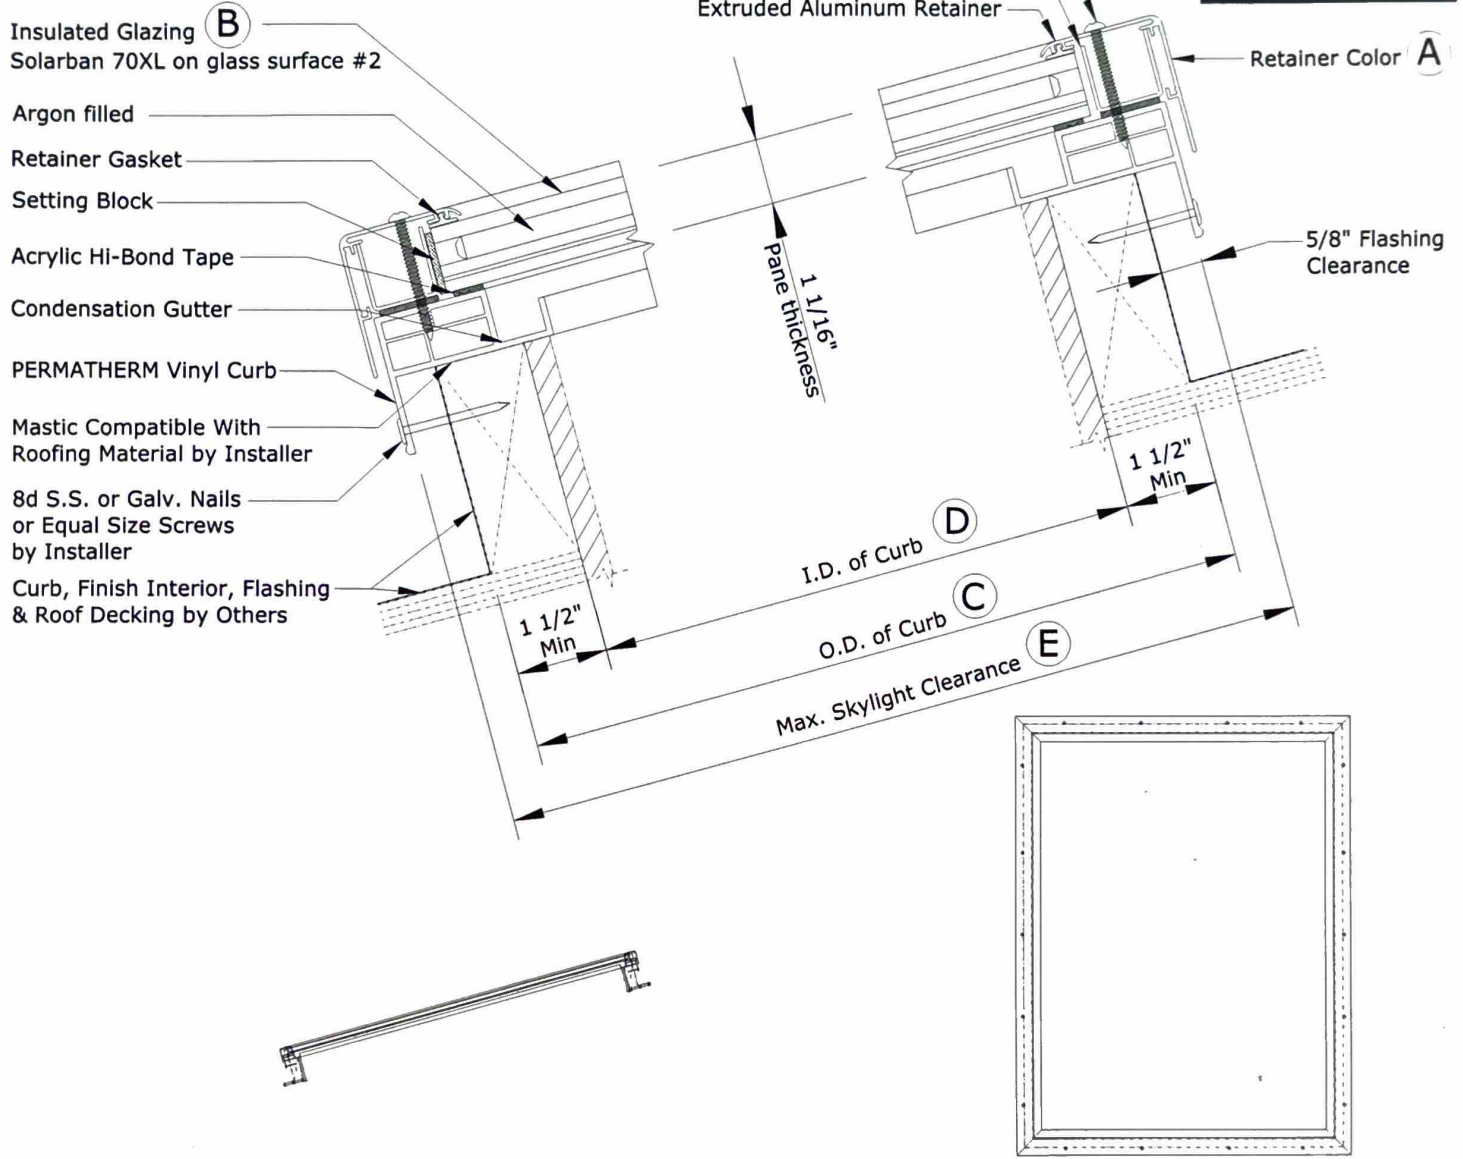 Insulated Glazing B
Solarban 70XL on glass surface #2
Argon filled
Retainer Gasket
Setting Block
Acrylic Hi-Bond Tape
Condensation Gutter
PERMATHERM Vinyl Curb
Mastic Compatible With
Roofing Material by Installer
8d S.S. or Galv. Nails
or Equal Size Screws
by Installer
Curb, Finish Interior, Flashing
& Roof Decking by Others
Extruded Aluminum Retainer
Retainer Color A
1 1/16"
Pane thickness
5/8" Flashing
Clearance
1 1/2"
Min
I.D. of Curb D
1 1/2"
Min
O.D. of Curb C
Max. Skylight Clearance E